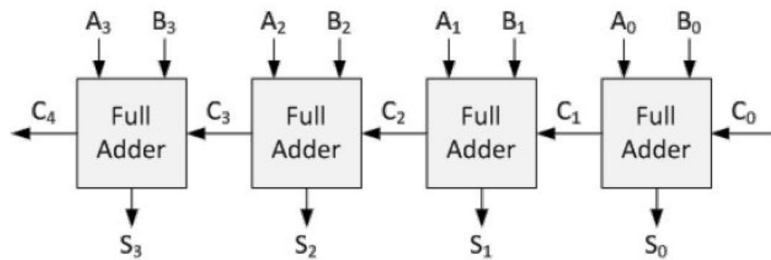 A₃ B₃ A₂ B₂ A₁ B₁ A₀ B₀
C₄ Full Adder C₃ Full Adder C₂ Full Adder C₁ Full Adder C₀
S₃ S₂ S₁ S₀